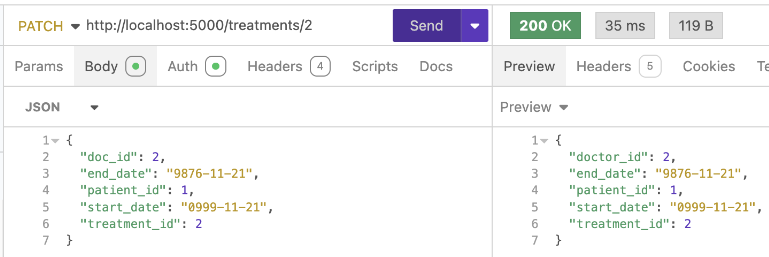 PATCH http://localhost:5000/treatments/2 Send 200 OK 35 ms 119 B
Params Body Auth Headers 4 Scripts Docs Preview Headers 5 Cookies Te
JSON Preview
1 {
2 "doc_id": 2,
3 "end_date": "9876-11-21",
4 "patient_id": 1,
5 "start_date": "0999-11-21",
6 "treatment_id": 2
7 }
1 {
2 "doctor_id": 2,
3 "end_date": "9876-11-21",
4 "patient_id": 1,
5 "start_date": "0999-11-21",
6 "treatment_id": 2
7 }